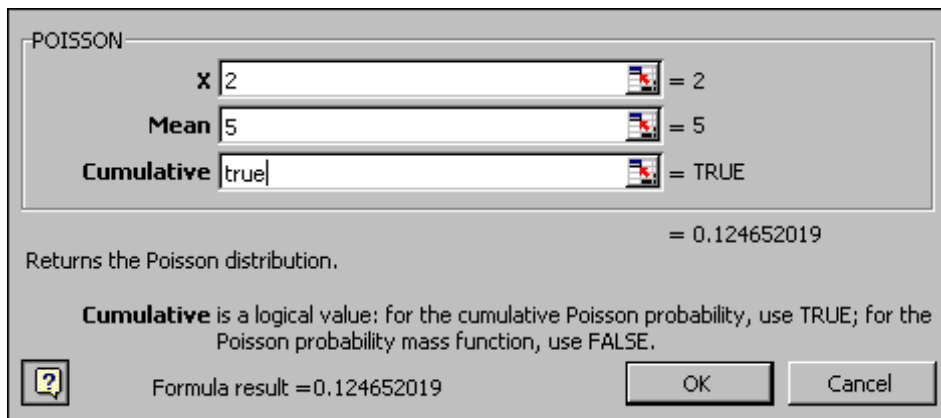 POISSON
X 2 = 2
Mean 5 = 5
Cumulative true = TRUE
= 0.124652019
Returns the Poisson distribution.
Cumulative is a logical value: for the cumulative Poisson probability, use TRUE; for the
Poisson probability mass function, use FALSE.
? Formula result =0.124652019 OK Cancel